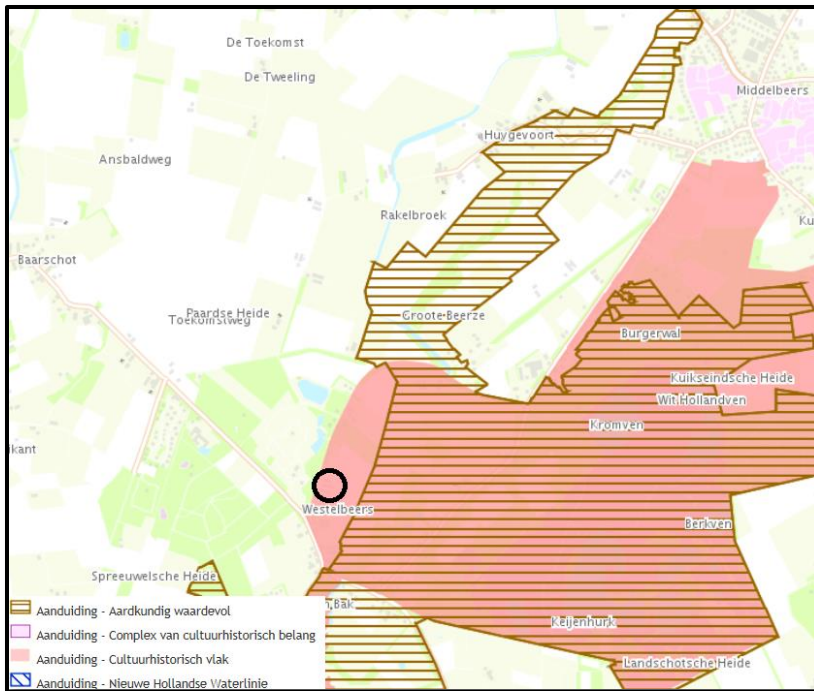 De Toekomst
De Tweeling
Middelbeers
Huygevoort
Ansbaldweg
Rakelbroek
Baarschot
Paardse Heide
Toekomstweg
Groote Beerze
Burgerwal
Kuikseindsche Heide
Wit Hollandven
Kromven
Westelbeers
Berkven
Spreeuwelsche Heide
Bak
Keijenhurk
Landschotsche Heide
Aanduiding - Aardkundig waardevol
Aanduiding - Complex van cultuurhistorisch belang
Aanduiding - Cultuurhistorisch vlak
Aanduiding - Nieuwe Hollandse Waterlinie